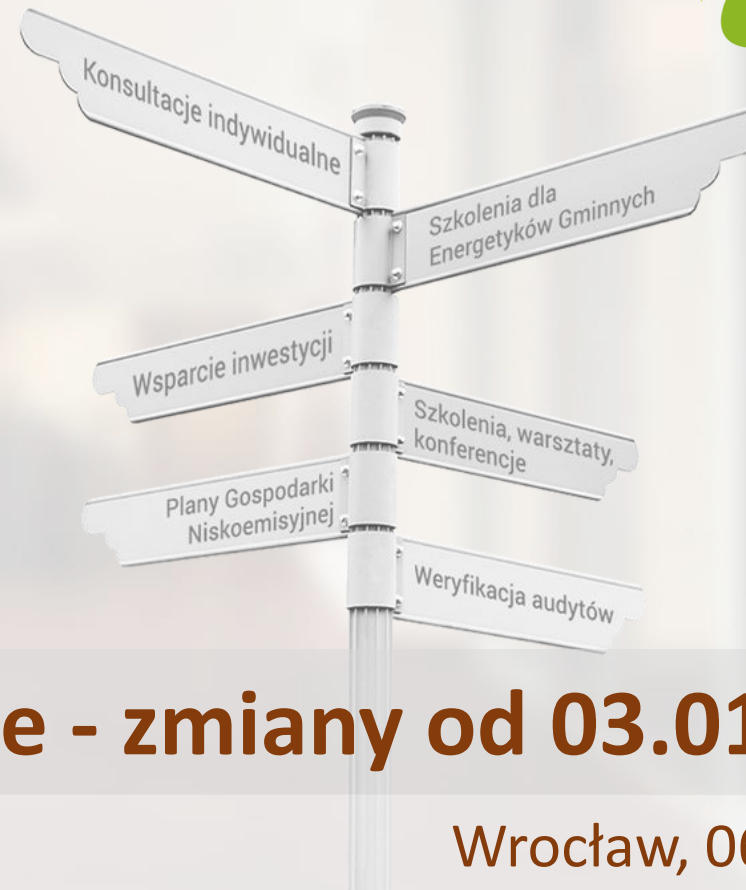 Konsultacje indywidualne
Szkolenia dla
Energetyków Gminnych
Wsparcie inwestycji
Szkolenia, warsztaty,
konferencje
Plany Gospodarki
Niskoemisyjnej
Weryfikacja audytów
e - zmiany od 03.01
Wrocław, 0